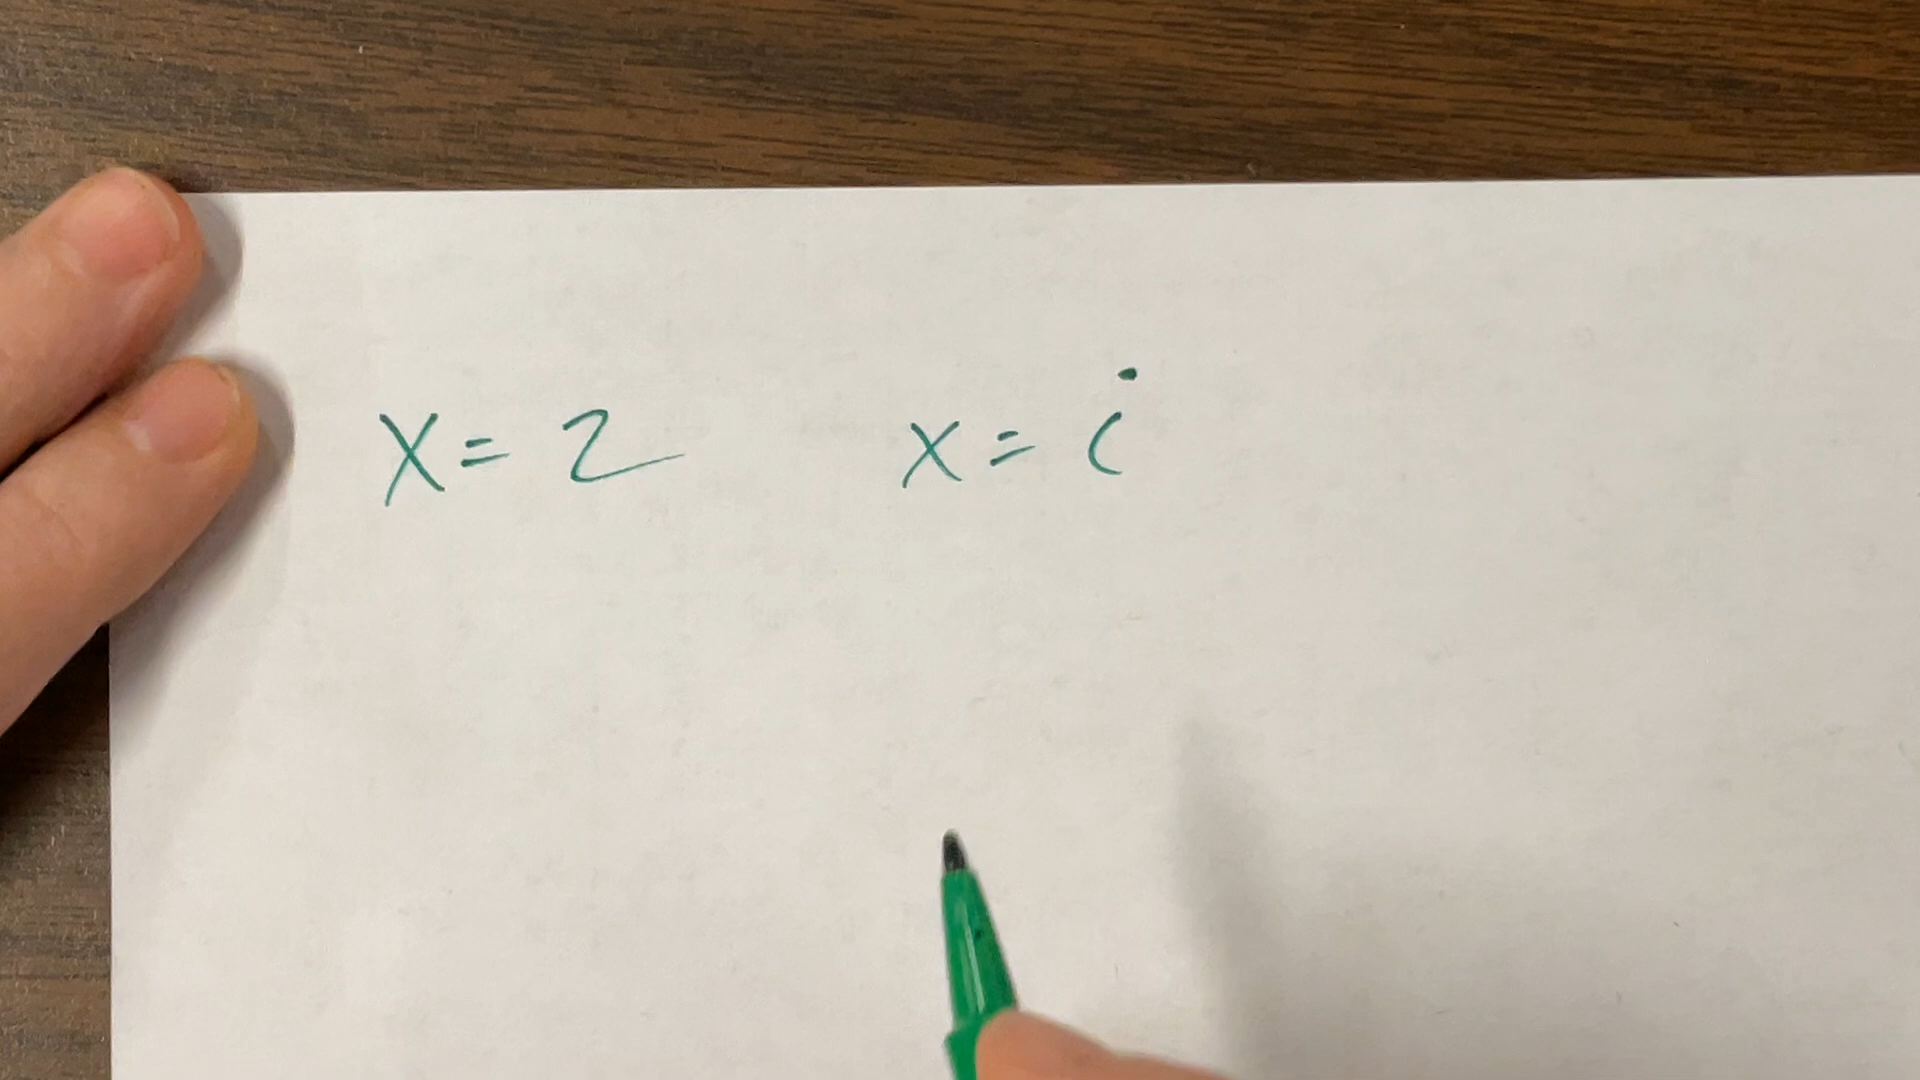 x = 2 x = i